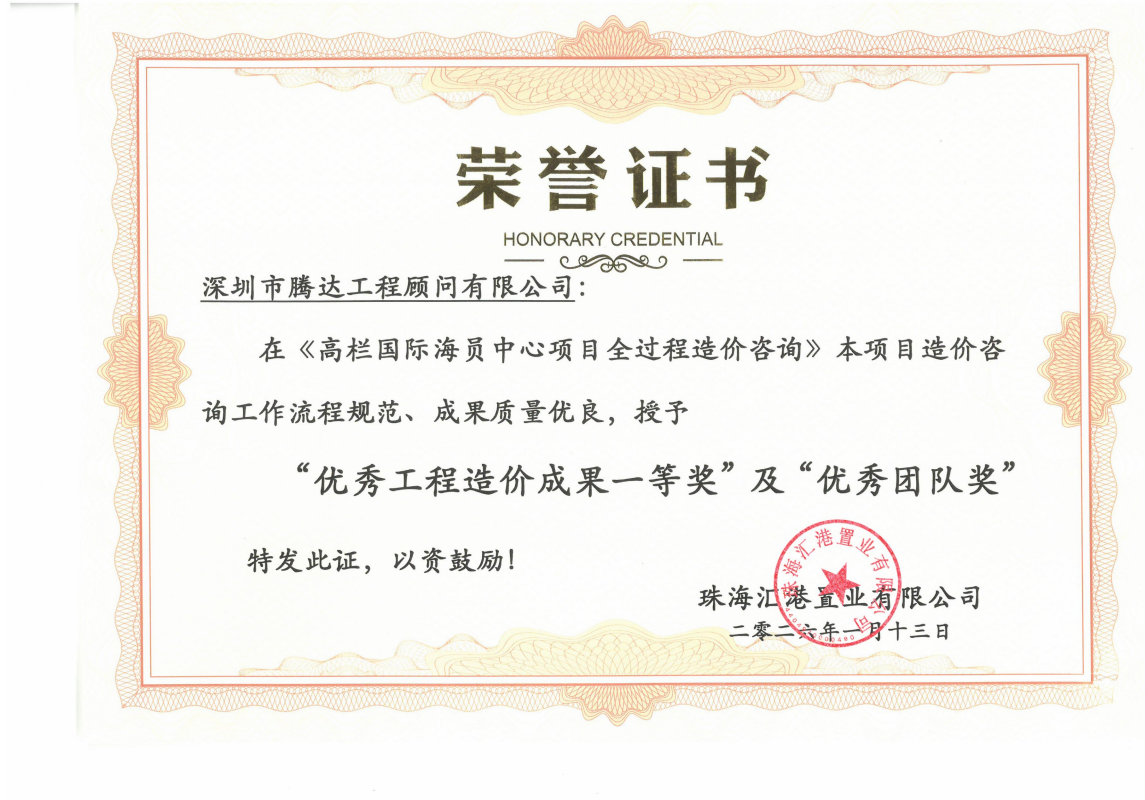 荣誉证书
HONORARY CREDENTIAL
深圳市腾达工程顾问有限公司：
在《高栏国际海员中心项目全过程造价咨询》本项目造价咨
询工作流程规范、成果质量优良，授予
“优秀工程造价成果一等奖”及“优秀团队奖”
特发此证，以资鼓励！
珠海汇港置业有限公司
二零二六年一月十三日
珠海汇港置业有限公司